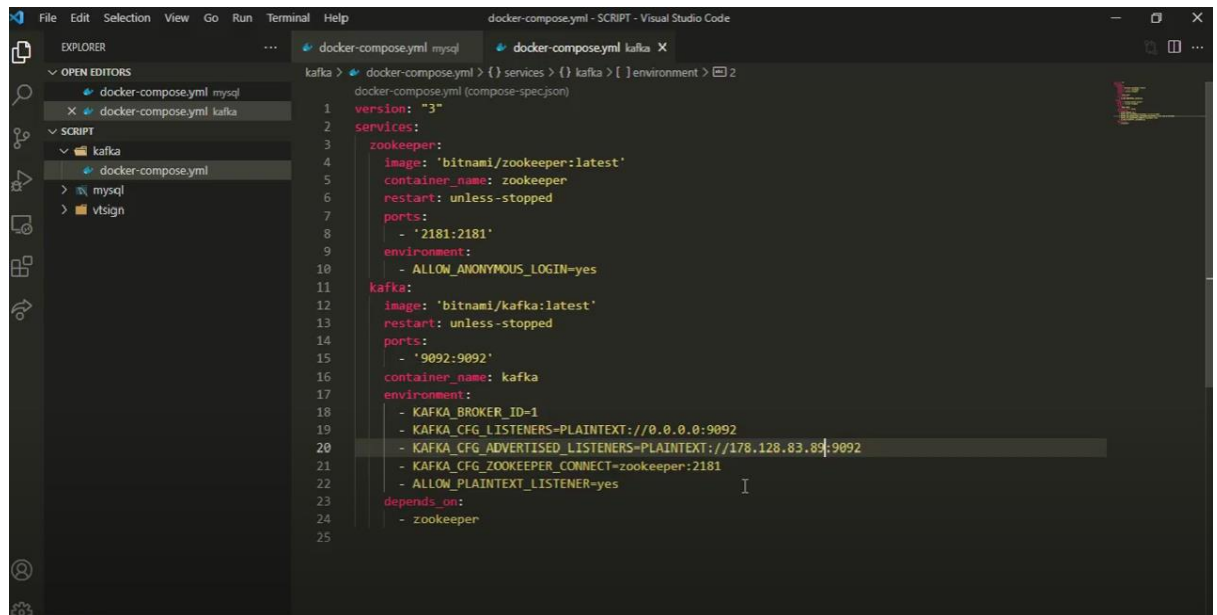 File Edit Selection View Go Run Terminal Help
docker-compose.yml - SCRIPT - Visual Studio Code
EXPLORER
OPEN EDITORS
docker-compose.yml mysql
docker-compose.yml kafka
SCRIPT
kafka
docker-compose.yml
mysql
vtsign
docker-compose.yml mysql
docker-compose.yml kafka
kafka > docker-compose.yml > {} services > {} kafka > [ ] environment > 2
docker-compose.yml (compose-spec.json)
1 version: "3"
2 services:
3 zookeeper:
4 image: 'bitnami/zookeeper:latest'
5 container_name: zookeeper
6 restart: unless-stopped
7 ports:
8 - '2181:2181'
9 environment:
10 - ALLOW_ANONYMOUS_LOGIN=yes
11 kafka:
12 image: 'bitnami/kafka:latest'
13 restart: unless-stopped
14 ports:
15 - '9092:9092'
16 container_name: kafka
17 environment:
18 - KAFKA_BROKER_ID=1
19 - KAFKA_CFG_LISTENERS=PLAINTEXT://0.0.0.0:9092
20 - KAFKA_CFG_ADVERTISED_LISTENERS=PLAINTEXT://178.128.83.89:9092
21 - KAFKA_CFG_ZOOKEEPER_CONNECT=zookeeper:2181
22 - ALLOW_PLAINTEXT_LISTENER=yes
23 depends_on:
24 - zookeeper
25